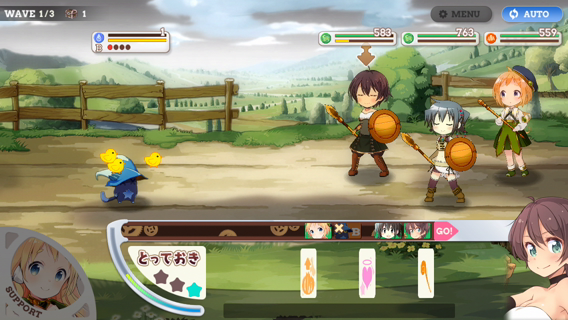 WAVE 1/3 1
MENU
AUTO
1
B
583
763
559
B
GO!
とっておき
SUPPORT